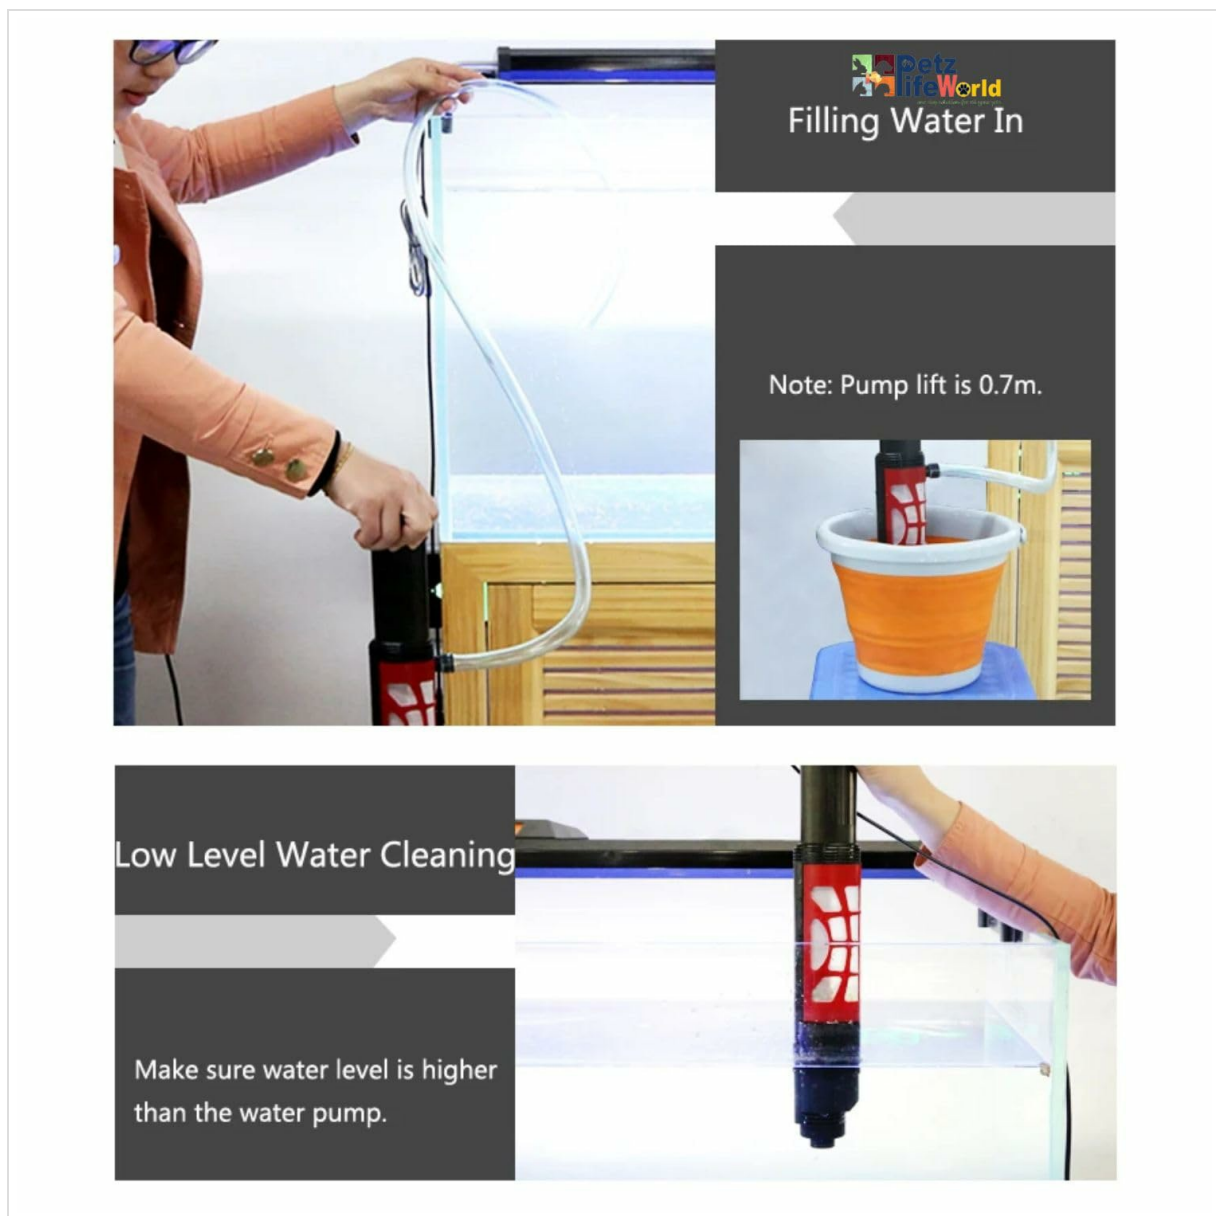 Petz
lifeWorld
Filling Water In
Note: Pump lift is 0.7m.
Low Level Water Cleaning
Make sure water level is higher
than the water pump.